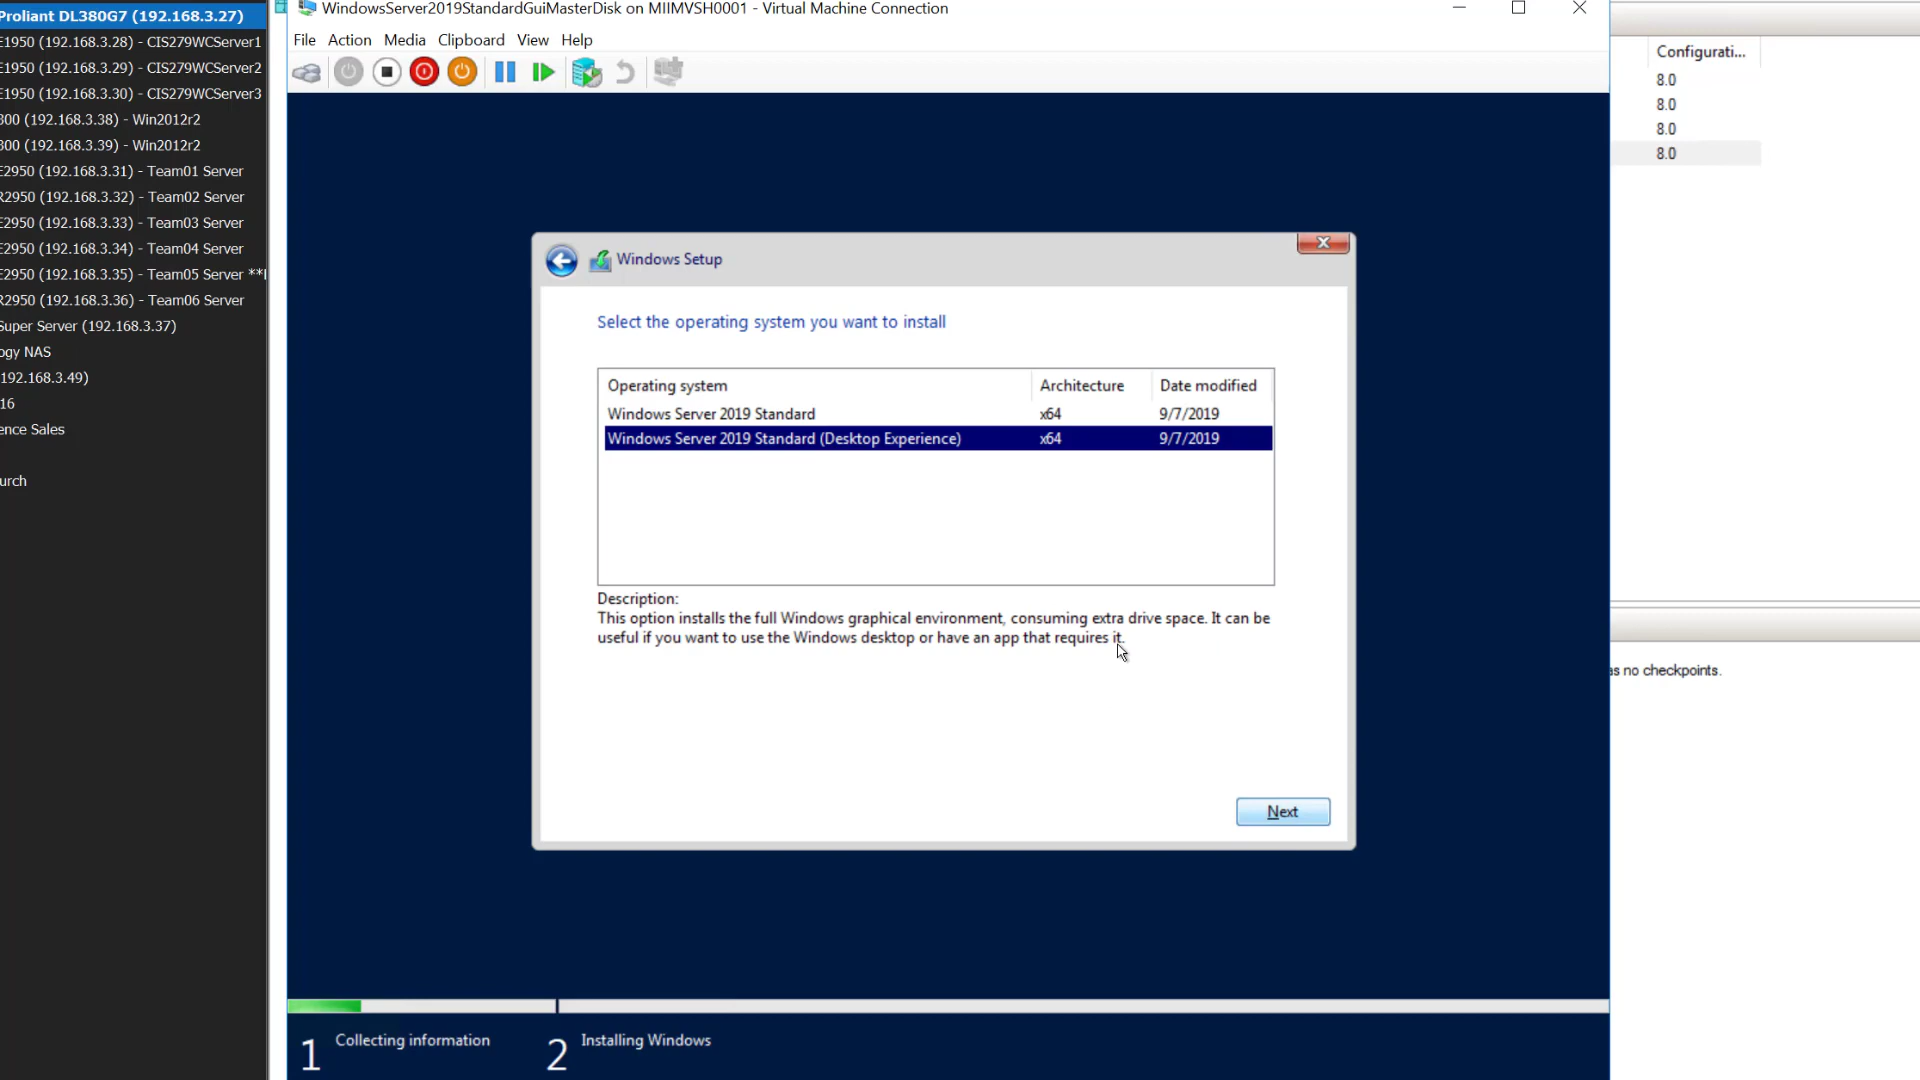 Proliant DL380G7 (192.168.3.27)
E1950 (192.168.3.28) - CIS279WCServer1
E1950 (192.168.3.29) - CIS279WCServer2
E1950 (192.168.3.30) - CIS279WCServer3
300 (192.168.3.38) - Win2012r2
300 (192.168.3.39) - Win2012r2
E2950 (192.168.3.31) - Team01 Server
R2950 (192.168.3.32) - Team02 Server
E2950 (192.168.3.33) - Team03 Server
E2950 (192.168.3.34) - Team04 Server
E2950 (192.168.3.35) - Team05 Server **
R2950 (192.168.3.36) - Team06 Server
Super Server (192.168.3.37)
ogy NAS
192.168.3.49)
16
ence Sales
urch
WindowsServer2019StandardGuiMasterDisk on MIIMVSH0001 - Virtual Machine Connection
File Action Media Clipboard View Help
Windows Setup
Select the operating system you want to install
Operating system Architecture Date modified
Windows Server 2019 Standard x64 9/7/2019
Windows Server 2019 Standard (Desktop Experience) x64 9/7/2019
Description:
This option installs the full Windows graphical environment, consuming extra drive space. It can be
useful if you want to use the Windows desktop or have an app that requires it.
Next
1 Collecting information 2 Installing Windows
Configurati...
8.0
8.0
8.0
8.0
as no checkpoints.